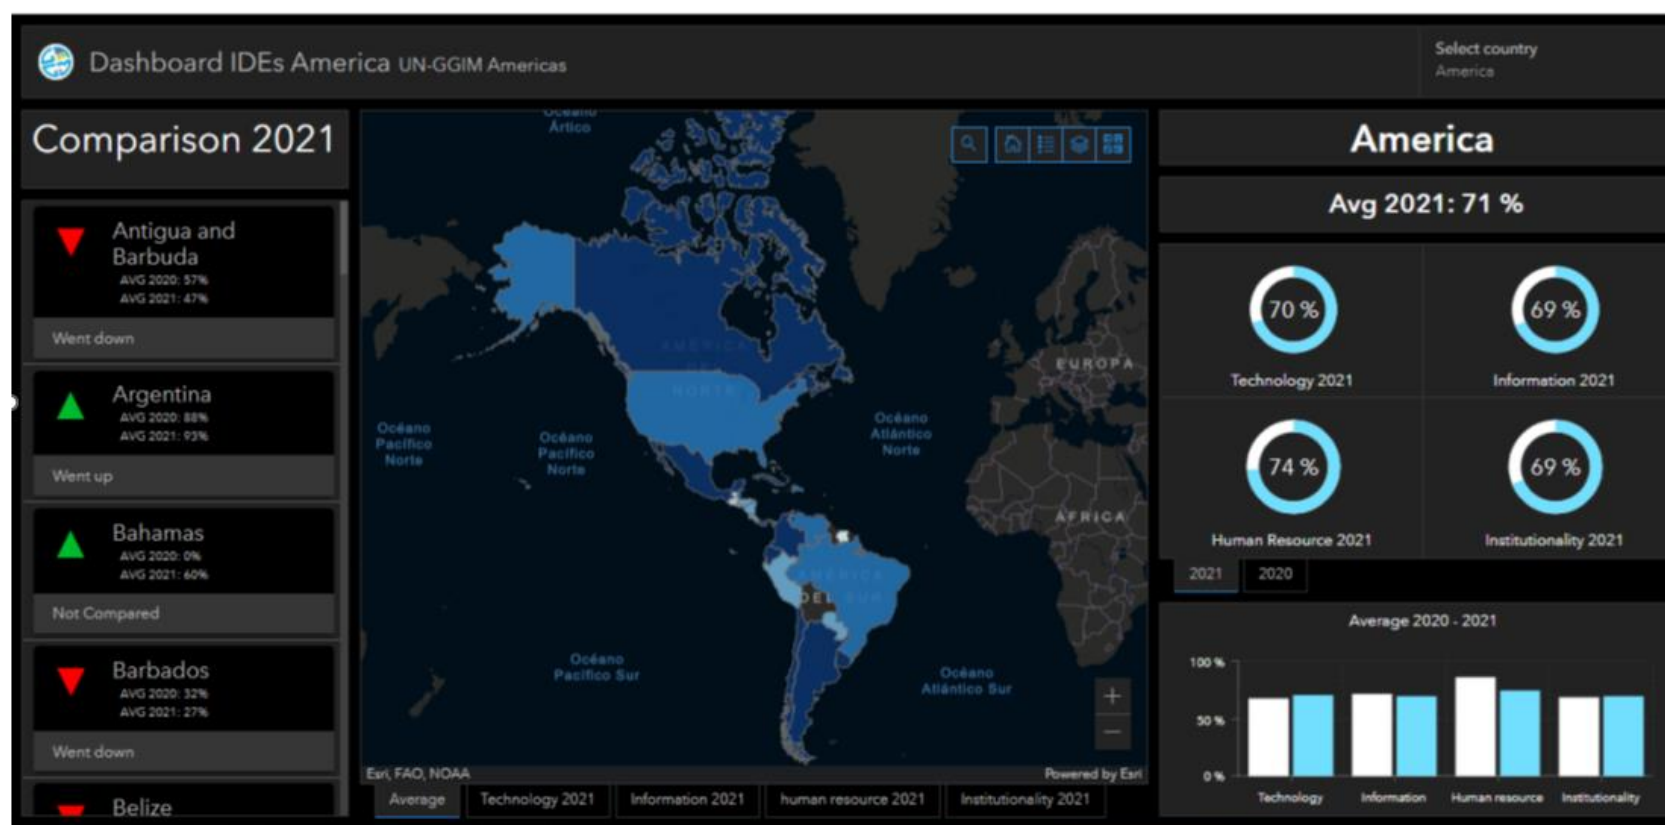 Dashboard IDEs America UN-GGIM Americas
Select country
America
Comparison 2021
Antigua and
Barbuda
AVG 2020: 57%
AVG 2021: 47%
Went down
Argentina
AVG 2020: 88%
AVG 2021: 93%
Went up
Bahamas
AVG 2020: 0%
AVG 2021: 60%
Not Compared
Barbados
AVG 2020: 32%
AVG 2021: 27%
Went down
Belize
Océano
Ártico
AMÉRICA
DEL
NORTE
EUROPA
Océano
Pacífico
Norte
Océano
Pacífico
Norte
Océano
Atlántico
Norte
ÁFRICA
AMÉRICA
DEL SUR
Océano
Pacífico Sur
Océano
Atlántico Sur
+
−
Esri, FAO, NOAA
Powered by Esri
Average
Technology 2021
Information 2021
human resource 2021
Institutionality 2021
America
Avg 2021: 71 %
70 %
Technology 2021
69 %
Information 2021
74 %
Human Resource 2021
69 %
Institutionality 2021
2021
2020
Average 2020 - 2021
100 %
50 %
0 %
Technology
Information
Human resource
Institutionality